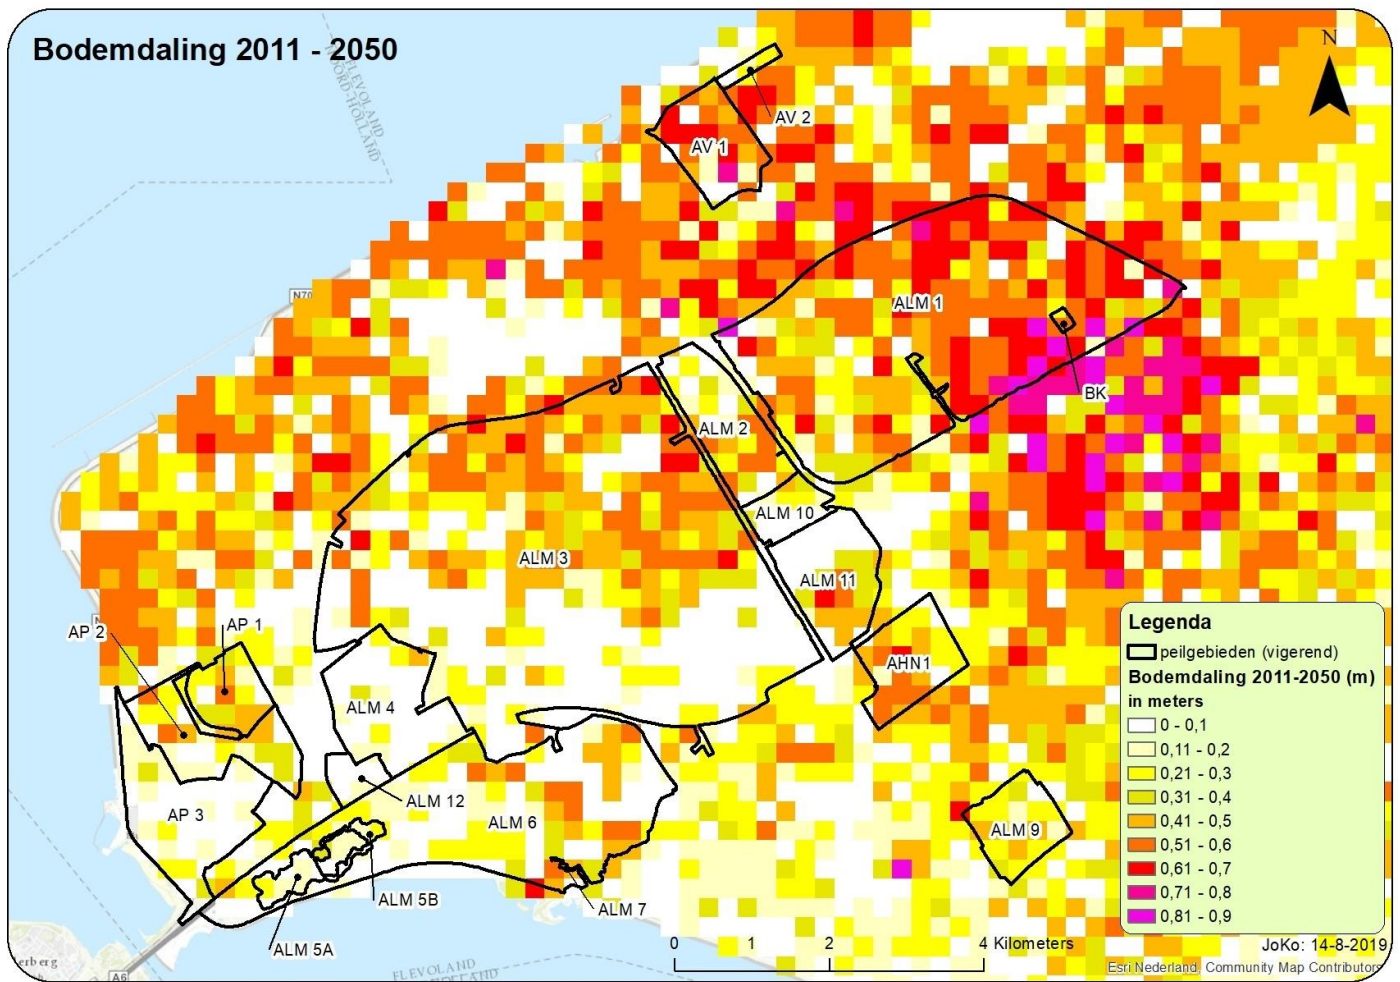 Bodemdaling 2011 - 2050
FLEVOLAND
NOORD-HOLLAND
N
AV 2
AV 1
N70
ALM 1
BK
ALM 2
ALM 10
ALM 3
ALM 11
AP 2
AP 1
AHN1
ALM 4
ALM 12
AP 3
ALM 6
ALM 9
ALM 5B
ALM 7
ALM 5A
Legenda
peilgebieden (vigerend)
Bodemdaling 2011-2050 (m)
in meters
0 - 0,1
0,11 - 0,2
0,21 - 0,3
0,31 - 0,4
0,41 - 0,5
0,51 - 0,6
0,61 - 0,7
0,71 - 0,8
0,81 - 0,9
0 1 2 4 Kilometers
JoKo: 14-8-2019
Esri Nederland, Community Map Contributors
erberg
A6
FLEVOLAND